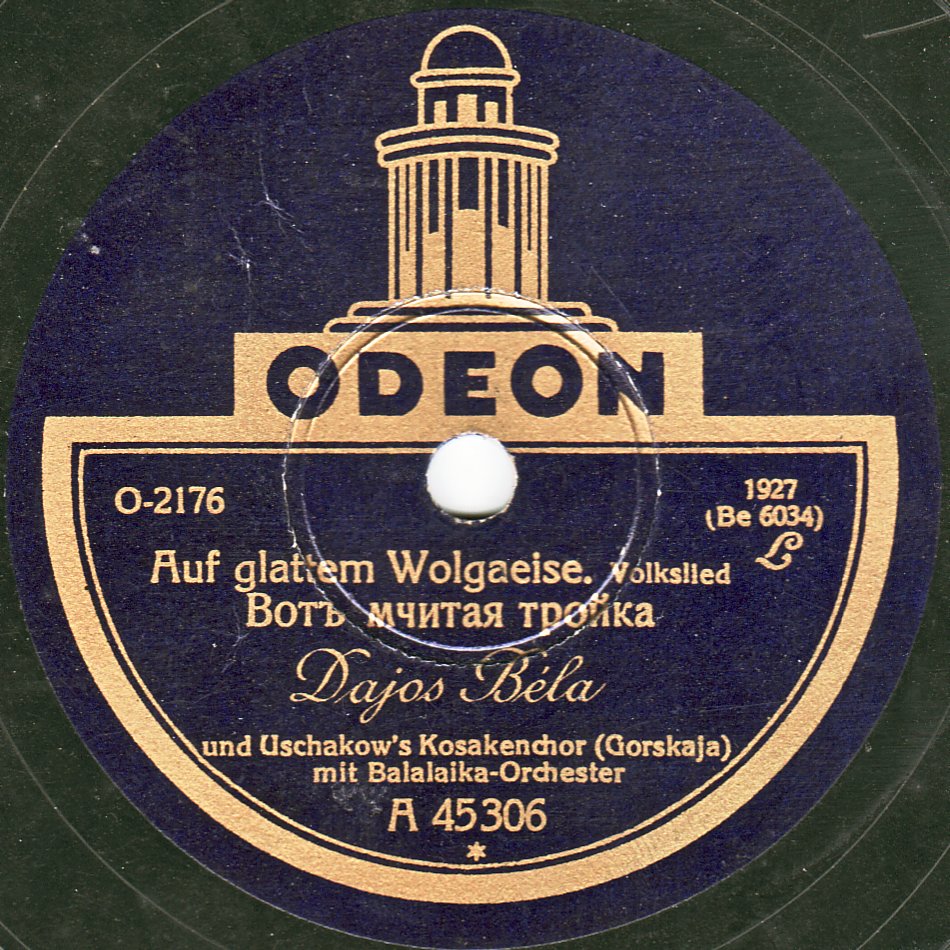 ODEON
O-2176
1927
(Be 6034)
L
Auf glattem Wolgaeise. Volkslied
Вотъ мчитая тройка
Dajos Béla
und Uschakow's Kosakenchor (Gorskaja)
mit Balalaika-Orchester
A 45306
*